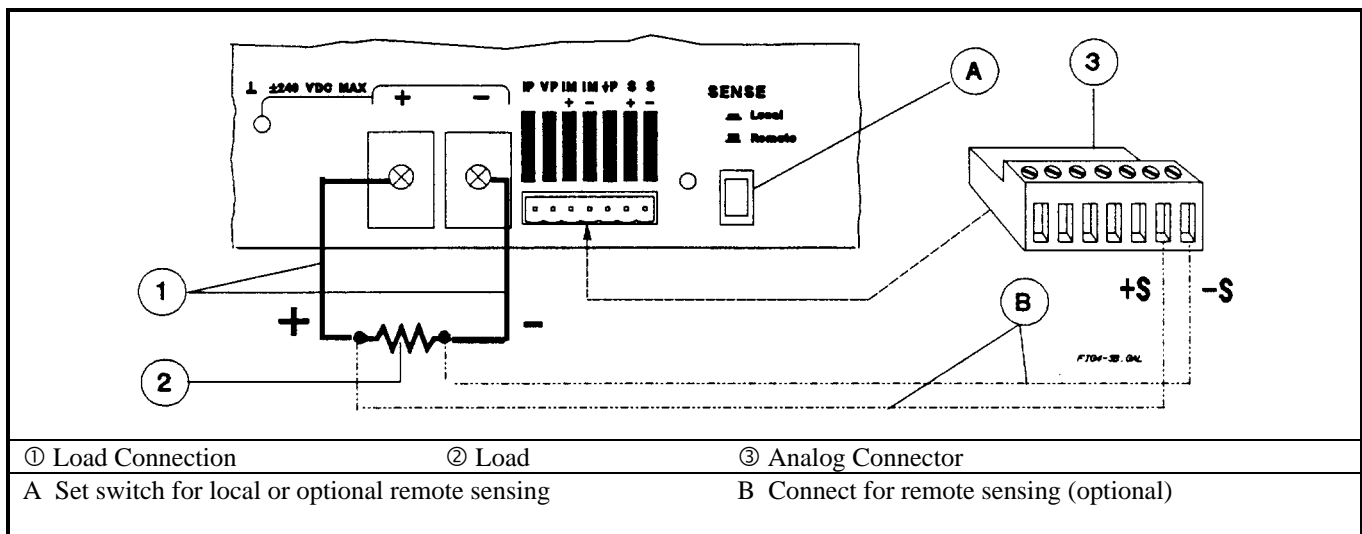 ⊥ ±240 VDC MAX + -
IP VP IM IM ↓P S S
+ - + -
SENSE
Local
Remote
A
3
1
+ -
2
+S -S
B
FIG4-3B.GAL
① Load Connection ② Load ③ Analog Connector
A Set switch for local or optional remote sensing B Connect for remote sensing (optional)